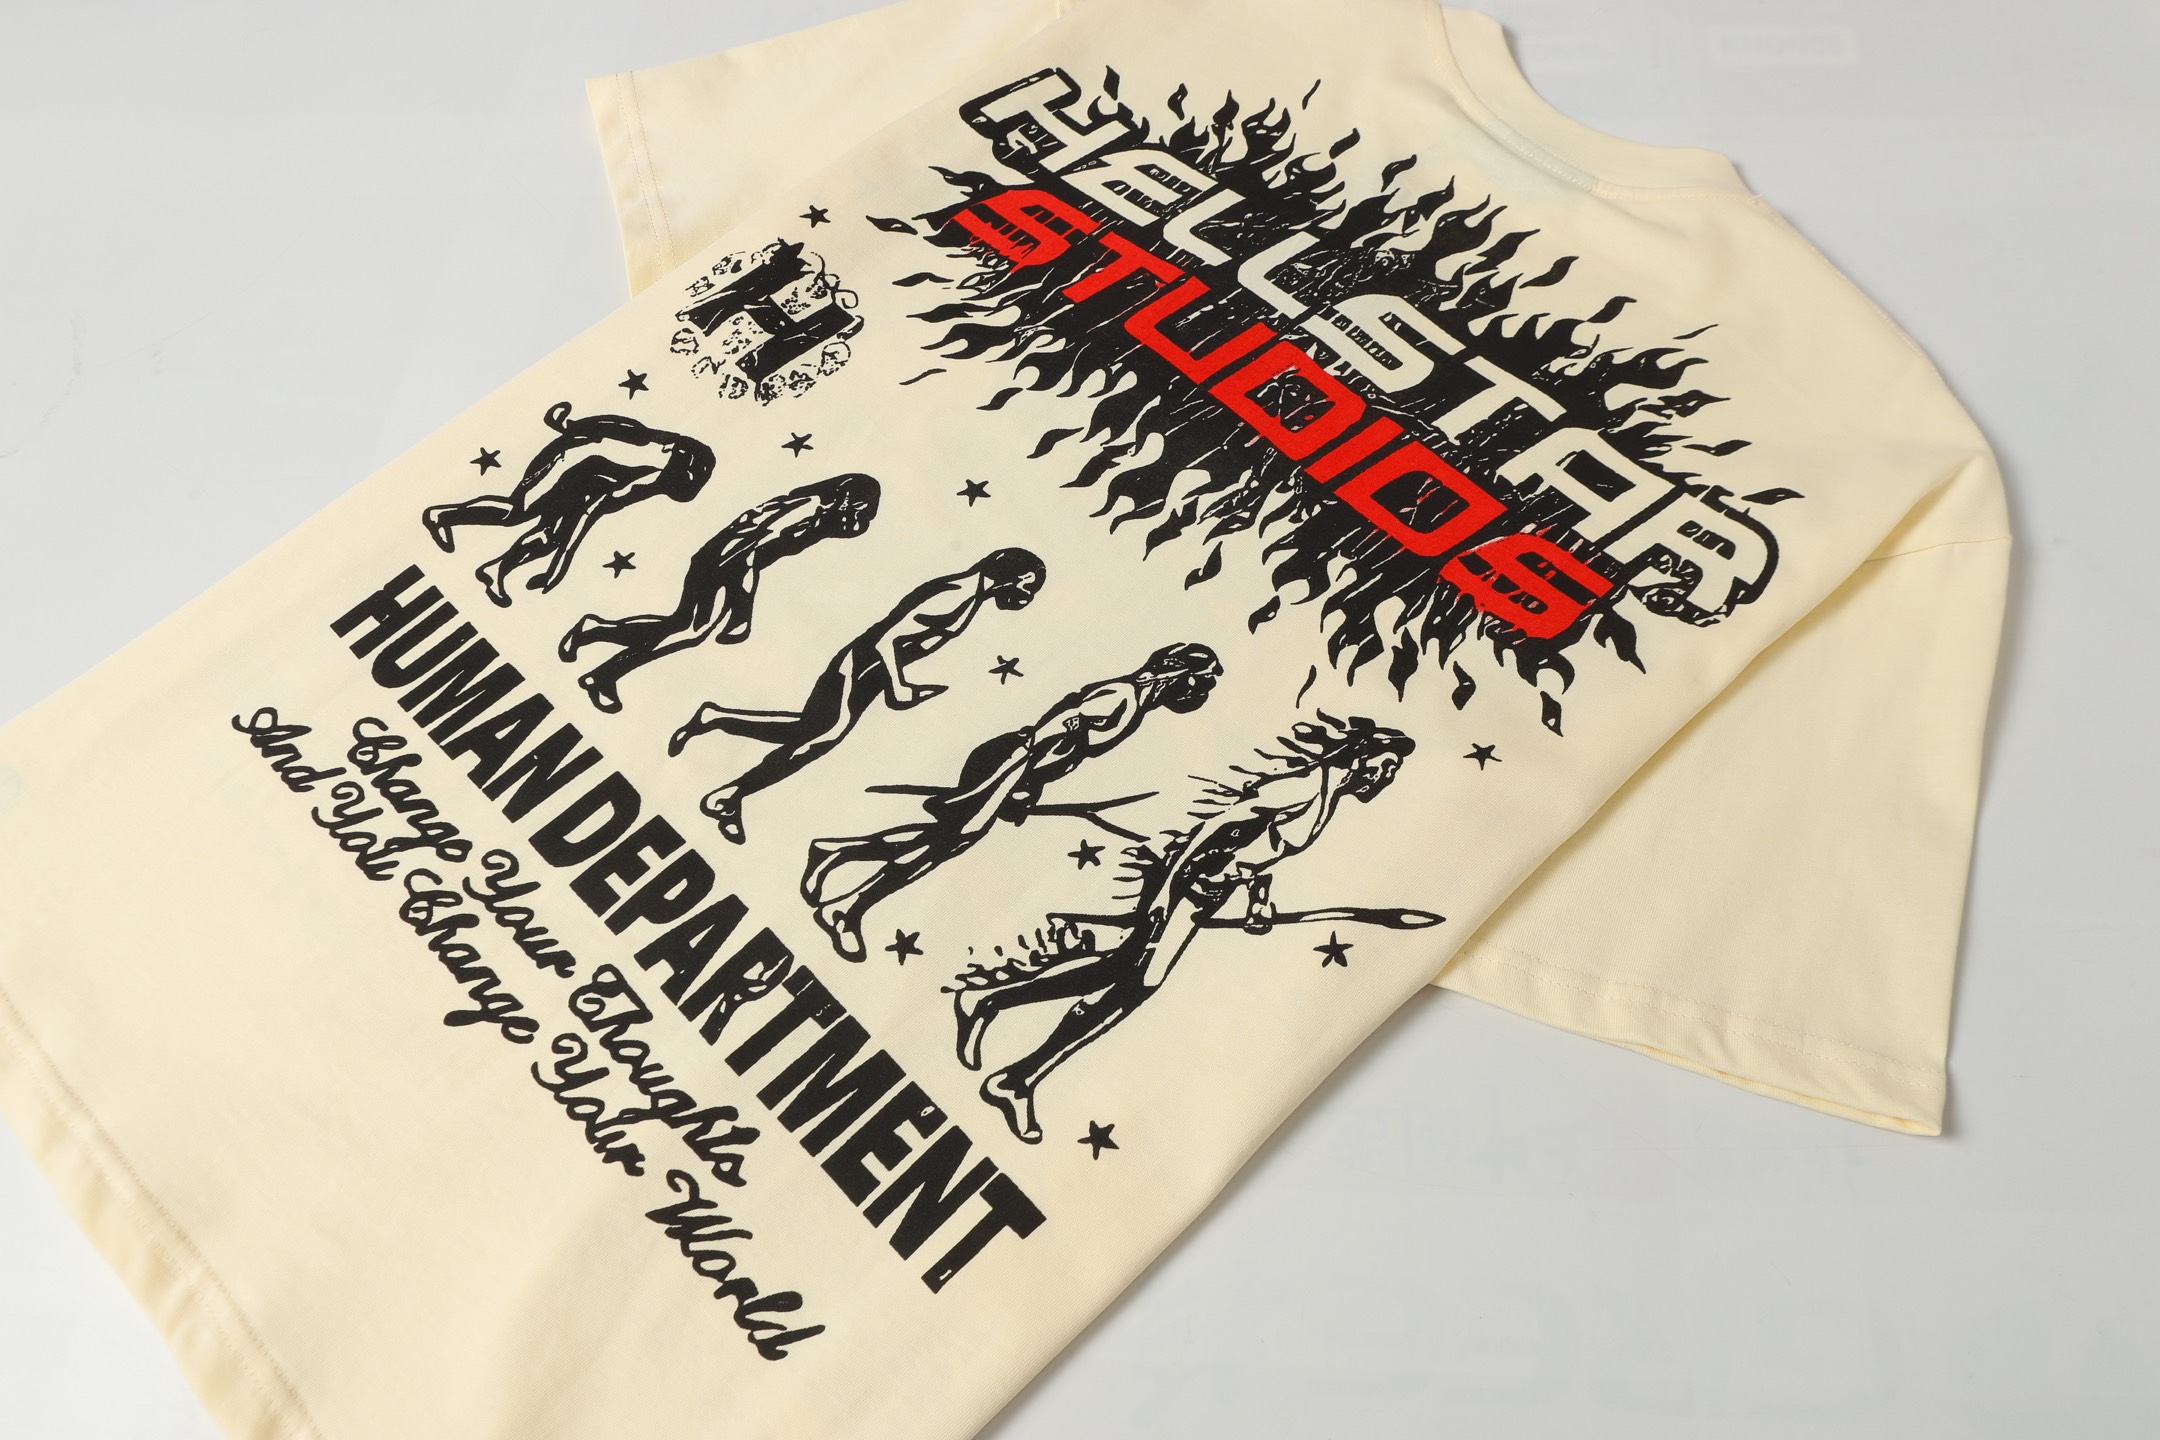 HELLSTAR
STUDIOS
H
HUMAN DEPARTMENT
Change Your Thoughts
And You Change Your World